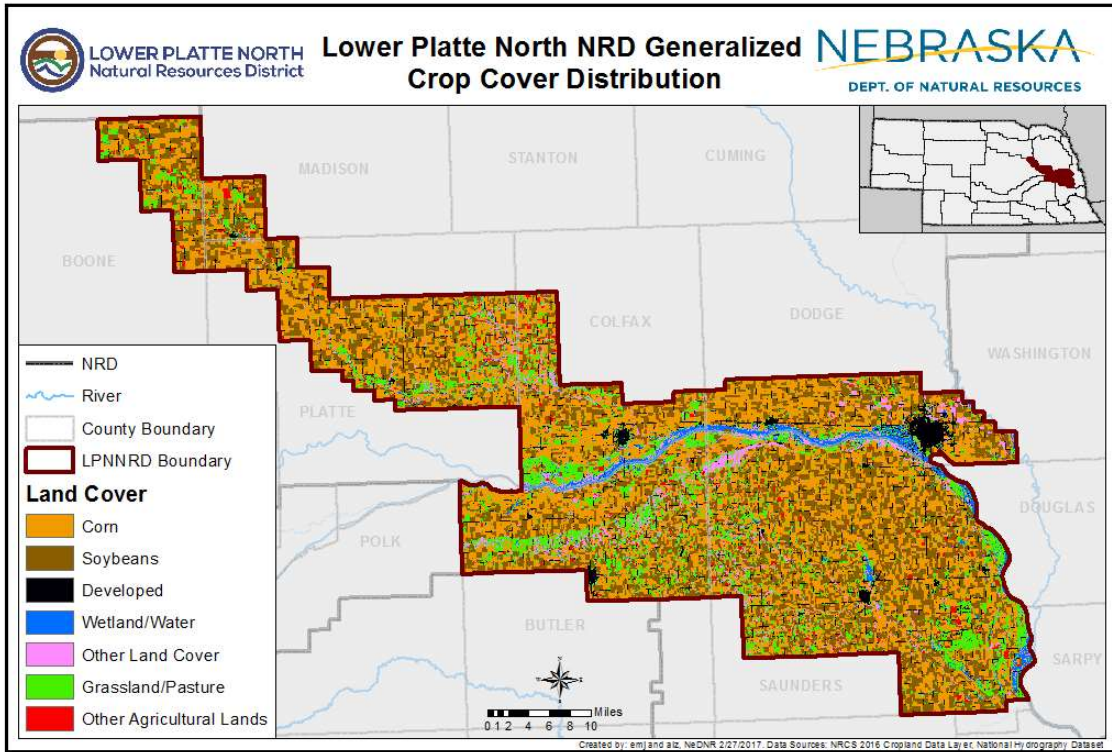 LOWER PLATTE NORTH
Natural Resources District
Lower Platte North NRD Generalized
Crop Cover Distribution
NEBRASKA
DEPT. OF NATURAL RESOURCES
MADISON
STANTON
CUMING
BOONE
COLFAX
DODGE
WASHINGTON
PLATTE
DOUGLAS
POLK
BUTLER
SAUNDERS
SARPY
NRD
River
County Boundary
LPNNRD Boundary
Land Cover
Corn
Soybeans
Developed
Wetland/Water
Other Land Cover
Grassland/Pasture
Other Agricultural Lands
Miles
0 1 2 4 6 8 10
Created by: emj and alz, NeDNR 2/27/2017. Data Sources: NRCS 2016 Cropland Data Layer, National Hydrography Dataset